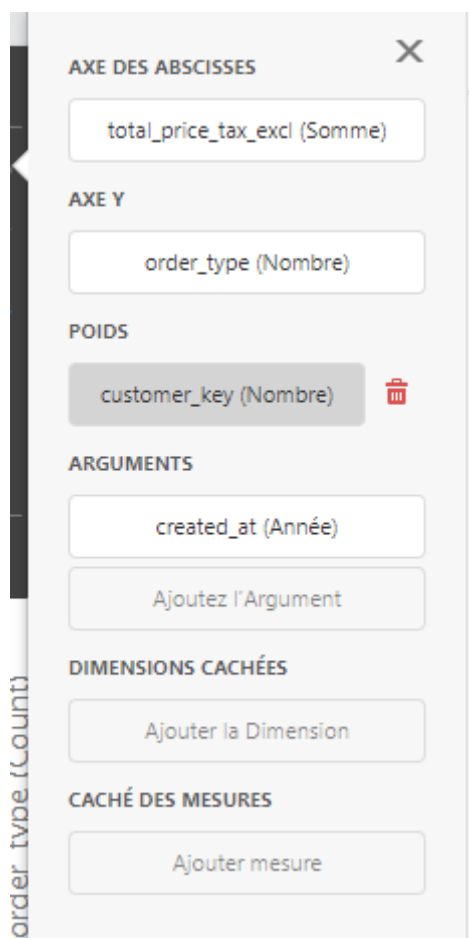 AXE DES ABSCISSES
total_price_tax_excl (Somme)
AXE Y
order_type (Nombre)
POIDS
customer_key (Nombre)
ARGUMENTS
created_at (Année)
Ajoutez l'Argument
DIMENSIONS CACHÉES
Ajouter la Dimension
CACHÉ DES MESURES
Ajouter mesure
order_type (Count)